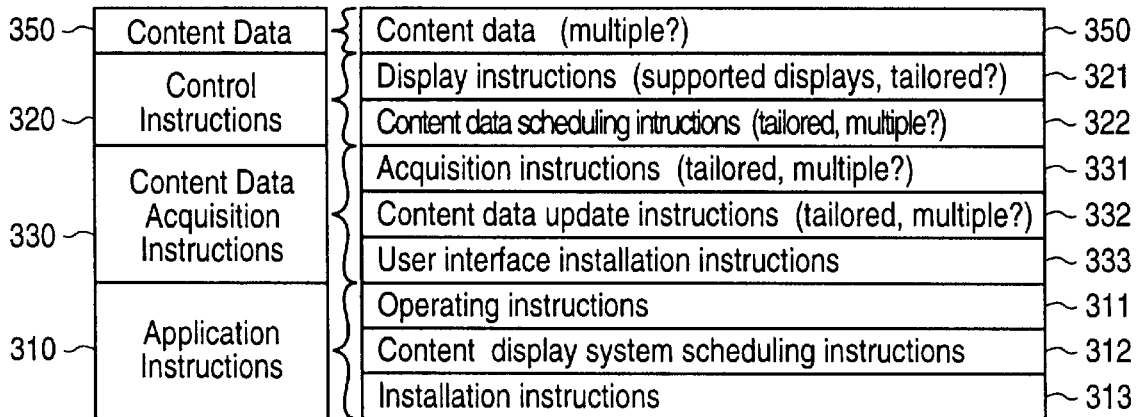 350 Content Data Content data (multiple?) 350
320 Control Instructions Display instructions (supported displays, tailored?) 321
Content data scheduling intructions (tailored, multiple?) 322
330 Content Data Acquisition Instructions Acquisition instructions (tailored, multiple?) 331
Content data update instructions (tailored, multiple?) 332
User interface installation instructions 333
310 Application Instructions Operating instructions 311
Content display system scheduling instructions 312
Installation instructions 313